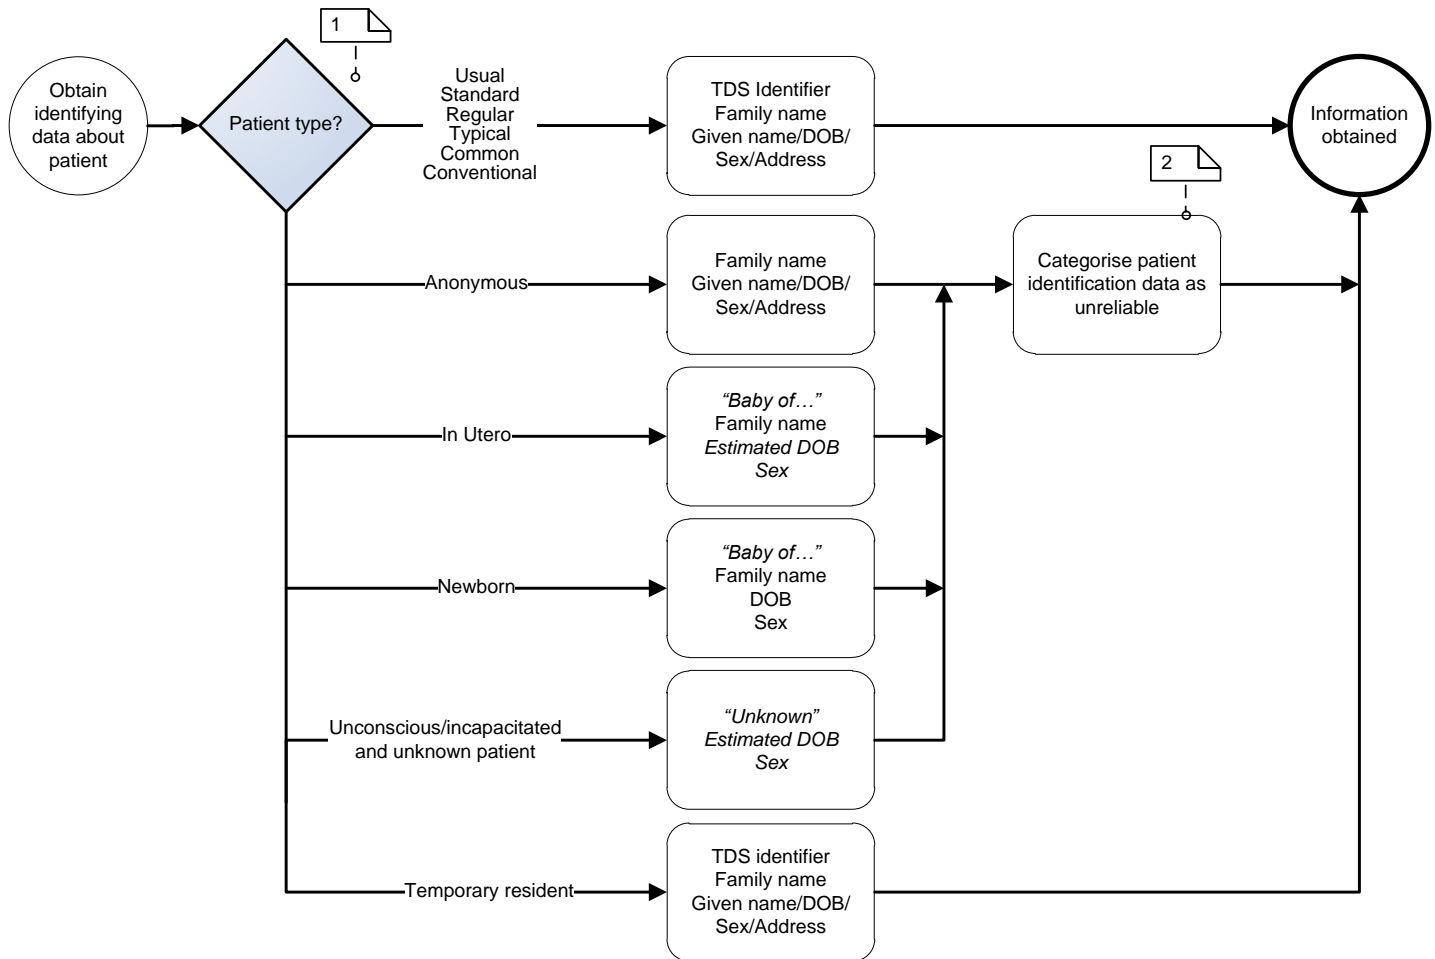 1
Obtain
identifying
data about
patient
Patient type?
Usual
Standard
Regular
Typical
Common
Conventional
TDS Identifier
Family name
Given name/DOB/
Sex/Address
Information
obtained
2
Anonymous
Family name
Given name/DOB/
Sex/Address
Categorise patient
identification data as
unreliable
In Utero
“Baby of…”
Family name
Estimated DOB
Sex
Newborn
“Baby of…”
Family name
DOB
Sex
Unconscious/incapacitated
and unknown patient
“Unknown”
Estimated DOB
Sex
Temporary resident
TDS identifier
Family name
Given name/DOB/
Sex/Address